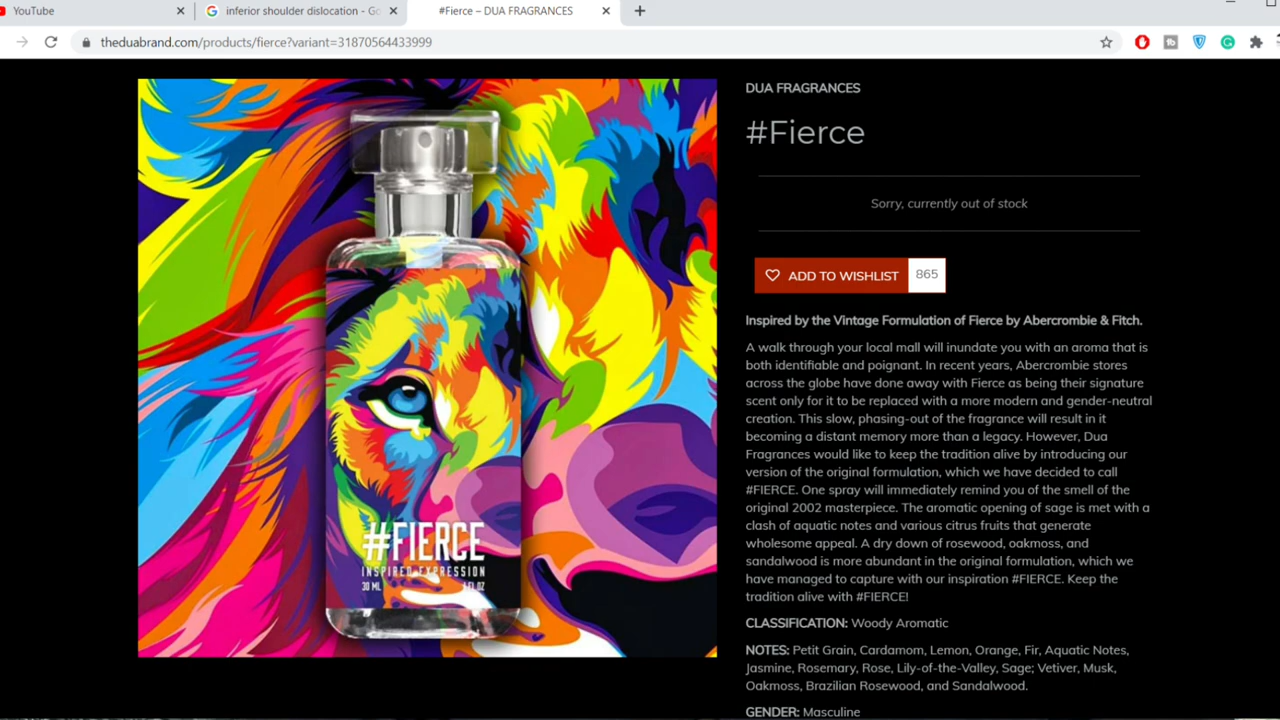 YouTube
inferior shoulder dislocation - Go
#Fierce ~ DUA FRAGRANCES
theduabrand.com/products/fierce?variant=31870564433999
DUA FRAGRANCES
#Fierce
Sorry, currently out of stock
ADD TO WISHLIST 865
Inspired by the Vintage Formulation of Fierce by Abercrombie & Fitch.
A walk through your local mall will inundate you with an aroma that is
both identifiable and poignant. In recent years, Abercrombie stores
across the globe have done away with Fierce as being their signature
scent only for it to be replaced with a more modern and gender-neutral
creation. This slow, phasing-out of the fragrance will result in it
becoming a distant memory more than a legacy. However, Dua
Fragrances would like to keep the tradition alive by introducing our
version of the original formulation, which we have decided to call
#FIERCE. One spray will immediately remind you of the smell of the
original 2002 masterpiece. The aromatic opening of sage is met with a
clash of aquatic notes and various citrus fruits that generate
wholesome appeal. A dry down of rosewood, oakmoss, and
sandalwood is more abundant in the original formulation, which we
have managed to capture with our inspiration #FIERCE. Keep the
tradition alive with #FIERCE!
CLASSIFICATION: Woody Aromatic
NOTES: Petit Grain, Cardamom, Lemon, Orange, Fir, Aquatic Notes,
Jasmine, Rosemary, Rose, Lily-of-the-Valley, Sage; Vetiver, Musk,
Oakmoss, Brazilian Rosewood, and Sandalwood.
GENDER: Masculine
#FIERCE
INSPIRED EXPRESSION
30 ML 1 FL OZ